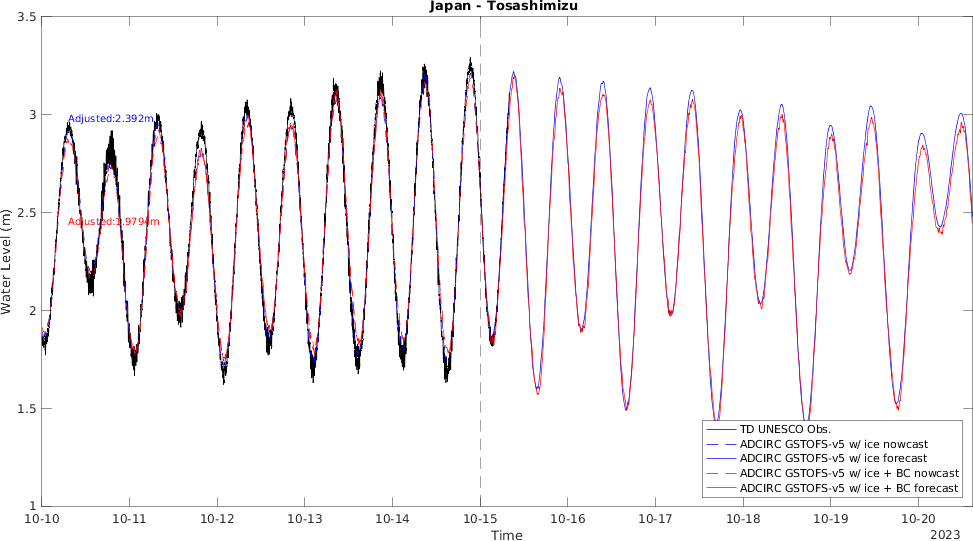 Japan - Tosashimizu
3.5
3
2.5
2
1.5
1
Water Level (m)
Adjusted:2.392m
Adjusted:1.9794m
TD UNESCO Obs.
ADCIRC GSTOFS-v5 w/ ice nowcast
ADCIRC GSTOFS-v5 w/ ice forecast
ADCIRC GSTOFS-v5 w/ ice + BC nowcast
ADCIRC GSTOFS-v5 w/ ice + BC forecast
10-10 10-11 10-12 10-13 10-14 10-15 10-16 10-17 10-18 10-19 10-20
2023
Time